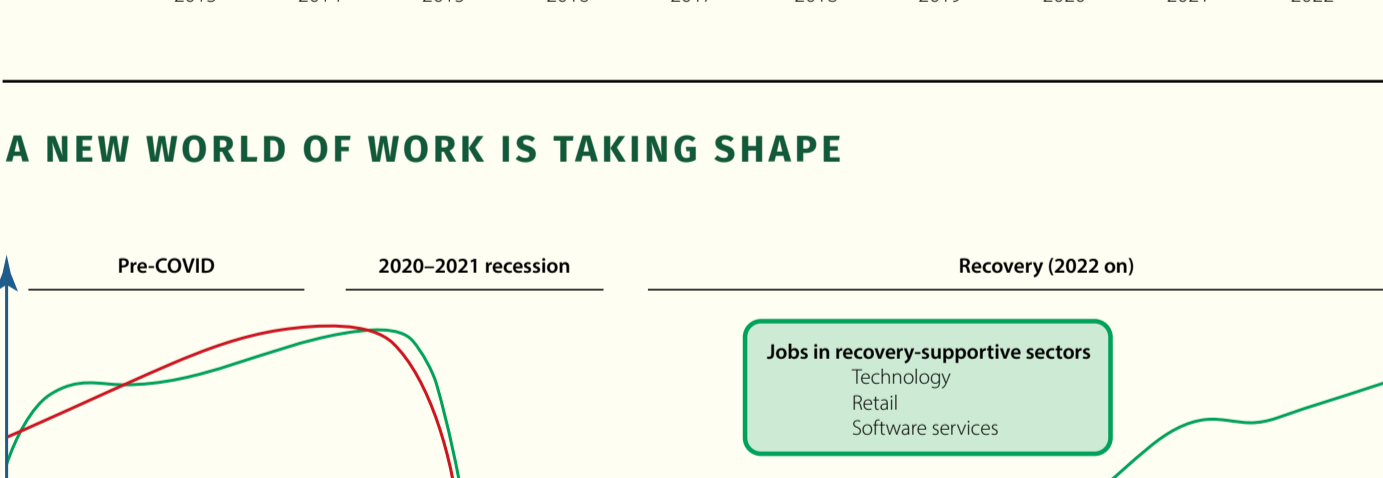 A NEW WORLD OF WORK IS TAKING SHAPE
Pre-COVID 2020–2021 recession Recovery (2022 on)
Jobs in recovery-supportive sectors
Technology
Retail
Software services